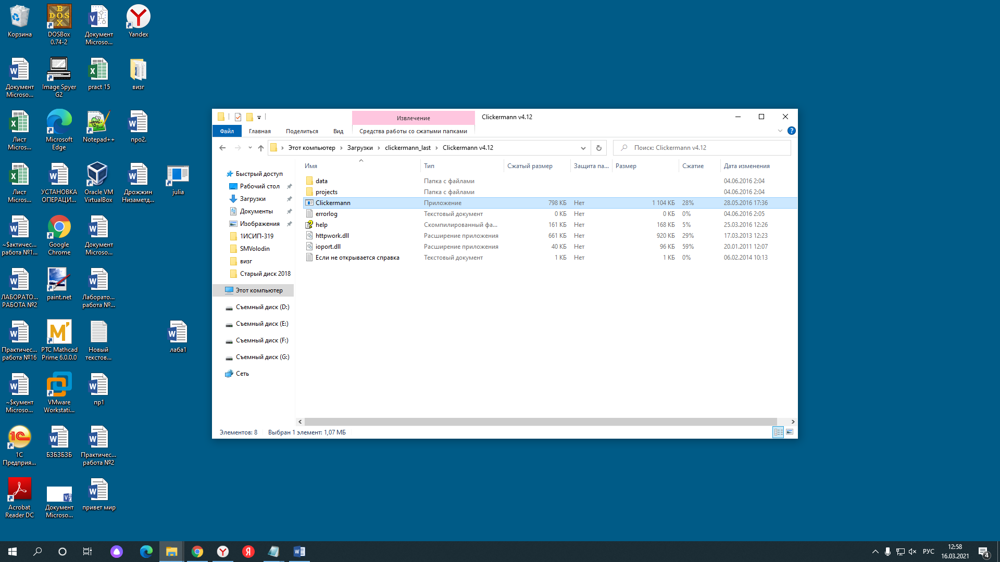 Корзина
DOSBox
0.74-2
Документ
Microso...
Yandex
Документ
Microso...
Image Spyer
G2
pract 15
визг
Лист
Micros...
Microsoft
Edge
Notepad++
про2.
Лист
Micros...
УСТАНОВКА
ОПЕРАЦИ...
Oracle VM
VirtualBox
Дрожжин
Низаметд...
julia
~$актичес...
работа №1...
Google
Chrome
Документ
Microso...
ЛАБОРАТО...
РАБОТА №2
paint.net
Лаборато...
работа №...
Практичес...
работа №16
PTC Mathcad
Prime 6.0.0.0
Новый
текстов...
лаба1
~$кумент
Microso...
VMware
Workstati...
пр1
1С
Предприя...
БЗБЗБЗБ
Практичес...
работа №2
Acrobat
Reader DC
Документ
Microso...
привет мир
Извлечение
Clickermann v4.12
Файл
Главная
Поделиться
Вид
Средства работы со сжатыми папками
Этот компьютер
Загрузки
clickermann_last
Clickermann v4.12
Поиск: Clickermann v4.12
Быстрый доступ
Рабочий стол
Загрузки
Документы
Изображения
1ИСИП-319
SMVolodin
визг
Старый диск 2018
Этот компьютер
Съемный диск (D:)
Съемный диск (E:)
Съемный диск (F:)
Съемный диск (G:)
Сеть
Имя Тип Сжатый размер Защита па... Размер Сжатие Дата изменения
data Папка с файлами 04.06.2016 2:04
projects Папка с файлами 04.06.2016 2:04
Clickermann Приложение 798 КБ Нет 1 104 КБ 28% 28.05.2016 17:36
errorlog Текстовый документ 0 КБ Нет 0 КБ 0% 04.06.2016 2:05
help Скомпилированный фа... 161 КБ Нет 168 КБ 5% 25.03.2016 12:26
httpwork.dll Расширение приложения 661 КБ Нет 920 КБ 29% 17.03.2013 12:23
ioport.dll Расширение приложения 40 КБ Нет 96 КБ 59% 20.01.2011 12:07
Если не открывается справка Текстовый документ 1 КБ Нет 1 КБ 0% 06.02.2014 10:13
Элементов: 8 Выбран 1 элемент: 1,07 МБ
РУС
12:58
16.03.2021
4